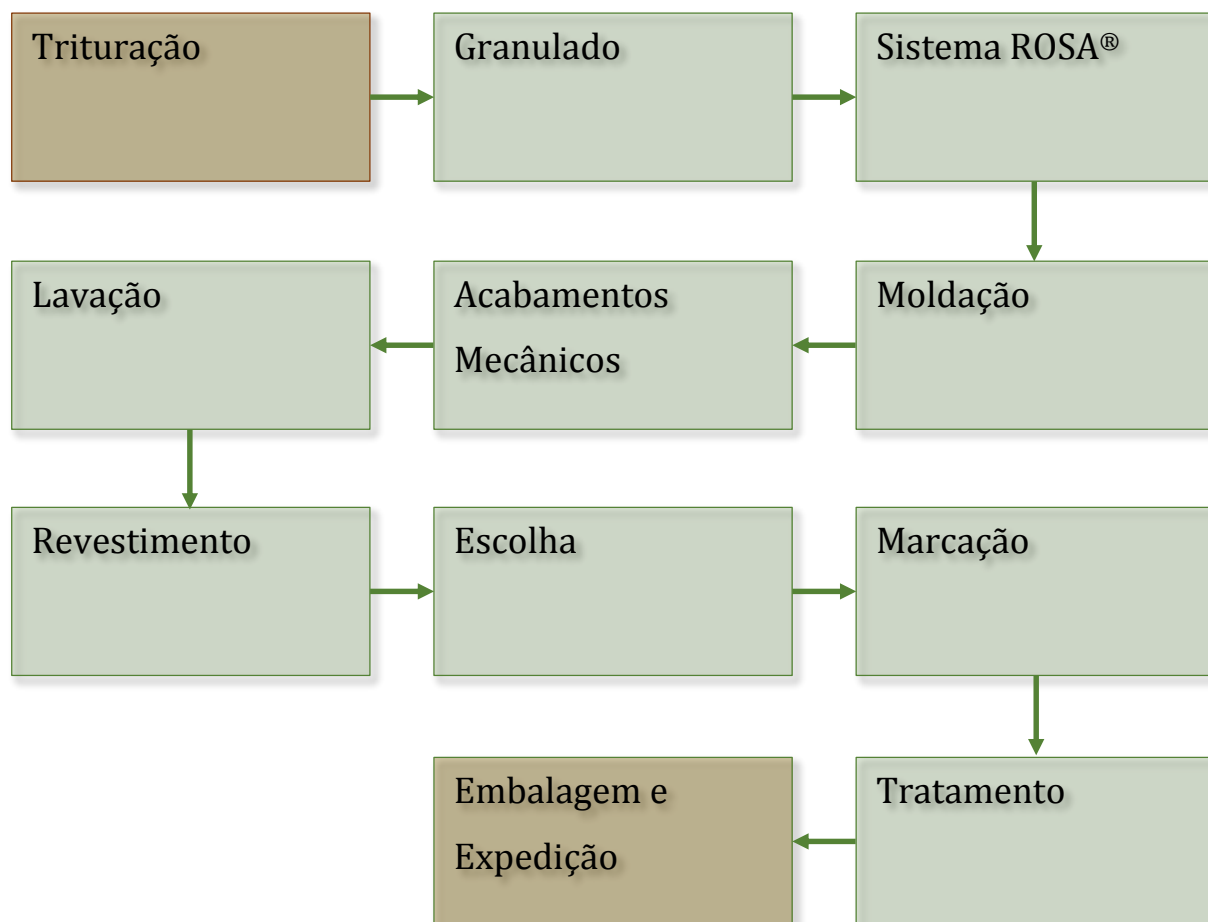 Trituração
Granulado
Sistema ROSA®
Moldação
Acabamentos
Mecânicos
Lavação
Revestimento
Escolha
Marcação
Tratamento
Embalagem e
Expedição